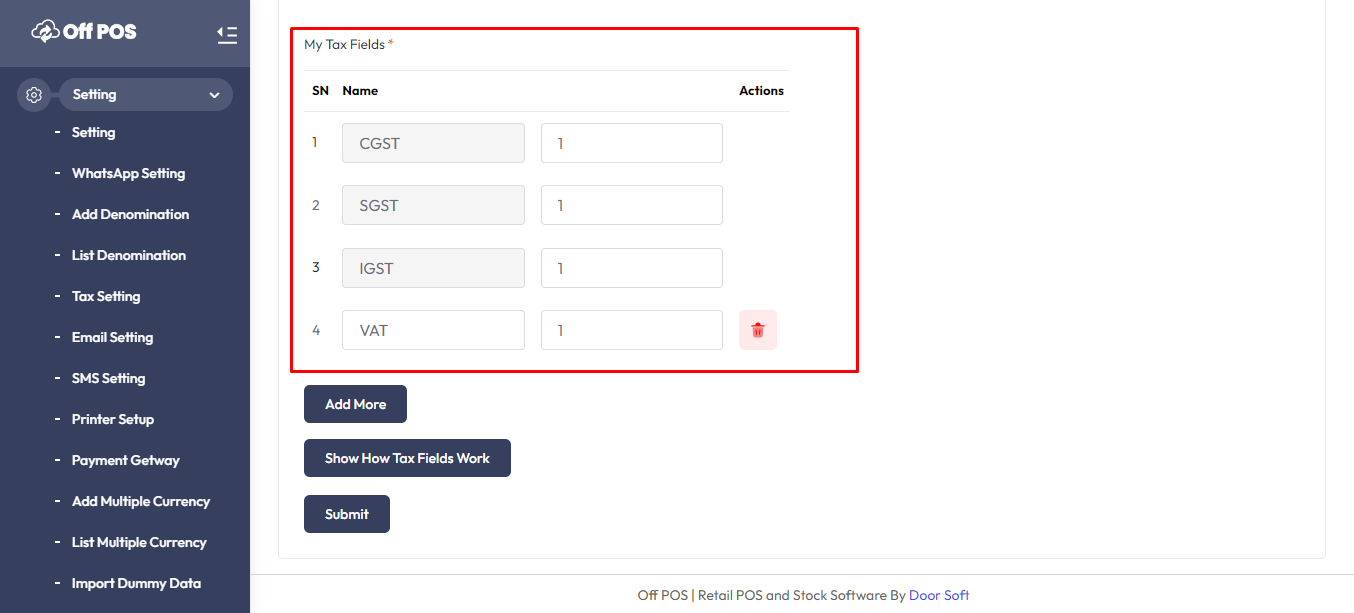 Off POS
Setting
- Setting
- WhatsApp Setting
- Add Denomination
- List Denomination
- Tax Setting
- Email Setting
- SMS Setting
- Printer Setup
- Payment Getway
- Add Multiple Currency
- List Multiple Currency
- Import Dummy Data
My Tax Fields *
SN Name Actions
1 CGST 1
2 SGST 1
3 IGST 1
4 VAT 1
Add More
Show How Tax Fields Work
Submit
Off POS | Retail POS and Stock Software By Door Soft